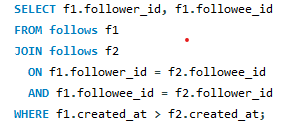 SELECT f1.follower_id, f1.followee_id
FROM follows f1
JOIN follows f2
ON f1.follower_id = f2.followee_id
AND f1.followee_id = f2.follower_id
WHERE f1.created_at > f2.created_at;